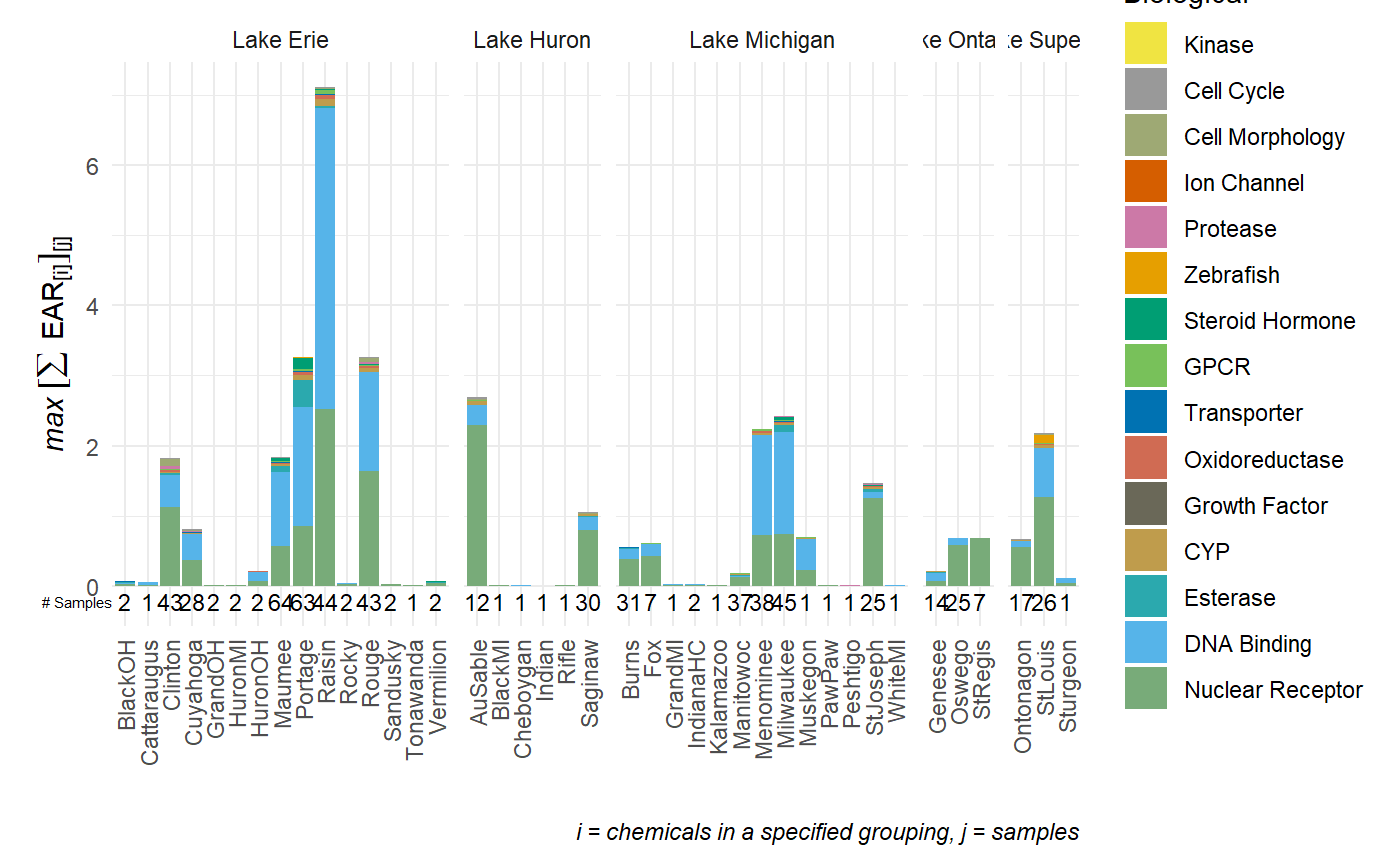 Biological
Lake Erie
Lake Huron
Lake Michigan
ke Onta
ke Supe
Kinase
Cell Cycle
Cell Morphology
Ion Channel
Protease
Zebrafish
Steroid Hormone
GPCR
Transporter
Oxidoreductase
Growth Factor
CYP
Esterase
DNA Binding
Nuclear Receptor
max [∑ EAR[i]][j]
6
4
2
0
# Samples 2 1 43 28 2 2 2 64 63 44 2 43 2 1 2 12 1 1 1 1 30 31 7 1 2 1 37 38 45 1 1 1 25 1 14 25 7 17 26 1
BlackOH
Cattaraugus
Clinton
Cuyahoga
GrandOH
HuronMI
HuronOH
Maumee
Portage
Raisin
Rocky
Rouge
Sandusky
Tonawanda
Vermilion
AuSable
BlackMI
Cheboygan
Indian
Rifle
Saginaw
Burns
Fox
GrandMI
IndianaHC
Kalamazoo
Manitowoc
Menominee
Milwaukee
Muskegon
PawPaw
Peshtigo
StJoseph
WhiteMI
Genesee
Oswego
StRegis
Ontonagon
StLouis
Sturgeon
i = chemicals in a specified grouping, j = samples